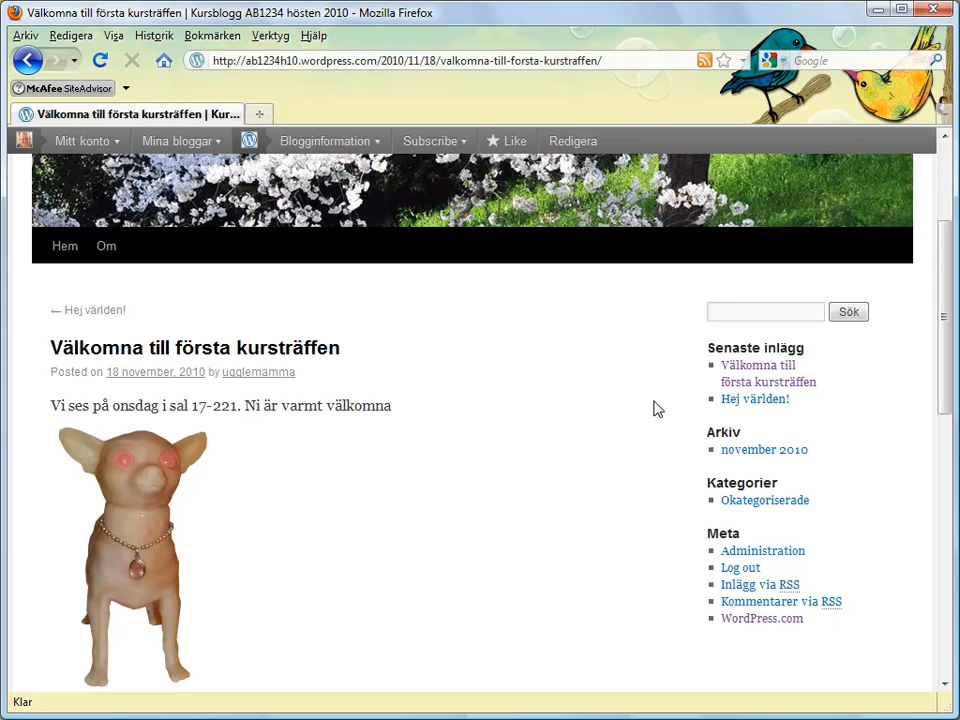 Välkomna till första kursträffen | Kursblogg AB1234 hösten 2010 - Mozilla Firefox
Arkiv Redigera Visa Historik Bokmärken Verktyg Hjälp
http://ab1234h10.wordpress.com/2010/11/18/valkomna-till-forsta-kurstraffen/
Google
McAfee SiteAdvisor
Välkomna till första kursträffen | Kur...
Mitt konto Mina bloggar Blogginformation Subscribe Like Redigera
Hem Om
← Hej världen!
Sök
Välkomna till första kursträffen
Posted on 18 november, 2010 by ugglemamma
Vi ses på onsdag i sal 17-221. Ni är varmt välkomna
Senaste inlägg
Välkomna till
första kursträffen
Hej världen!
Arkiv
november 2010
Kategorier
Okategoriserade
Meta
Administration
Log out
Inlägg via RSS
Kommentarer via RSS
WordPress.com
Klar